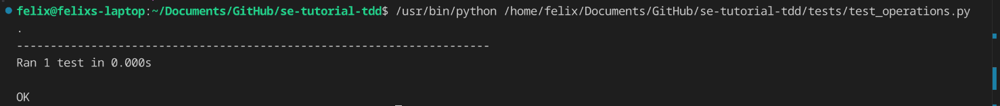 felix@felixs-laptop:~/Documents/GitHub/se-tutorial-tdd$ /usr/bin/python /home/felix/Documents/GitHub/se-tutorial-tdd/tests/test_operations.py
.
----------------------------------------------------------------------
Ran 1 test in 0.000s

OK